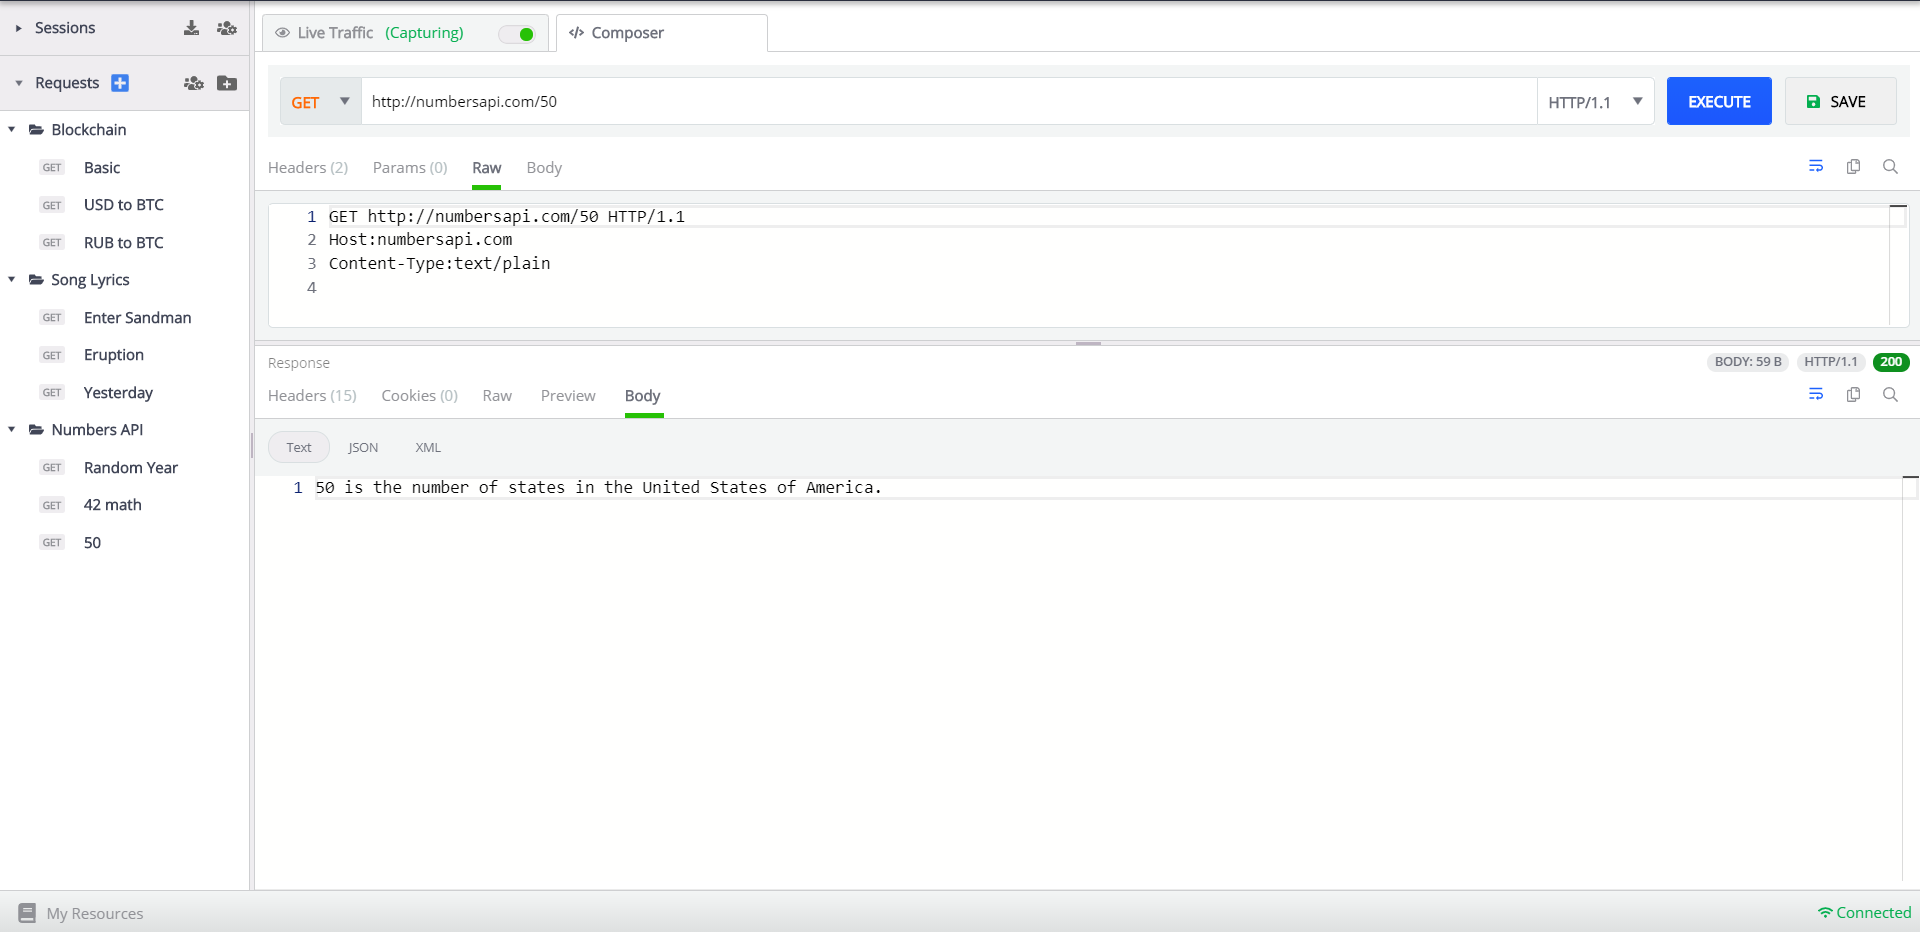 Sessions
Live Traffic (Capturing)
Composer
Requests
GET
http://numbersapi.com/50
HTTP/1.1
EXECUTE
SAVE
Blockchain
GET Basic
GET USD to BTC
GET RUB to BTC
Song Lyrics
GET Enter Sandman
GET Eruption
GET Yesterday
Numbers API
GET Random Year
GET 42 math
GET 50
Headers (2) Params (0) Raw Body
1 GET http://numbersapi.com/50 HTTP/1.1
2 Host:numbersapi.com
3 Content-Type:text/plain
4
Response
BODY: 59 B HTTP/1.1 200
Headers (15) Cookies (0) Raw Preview Body
Text JSON XML
1 50 is the number of states in the United States of America.
My Resources
Connected